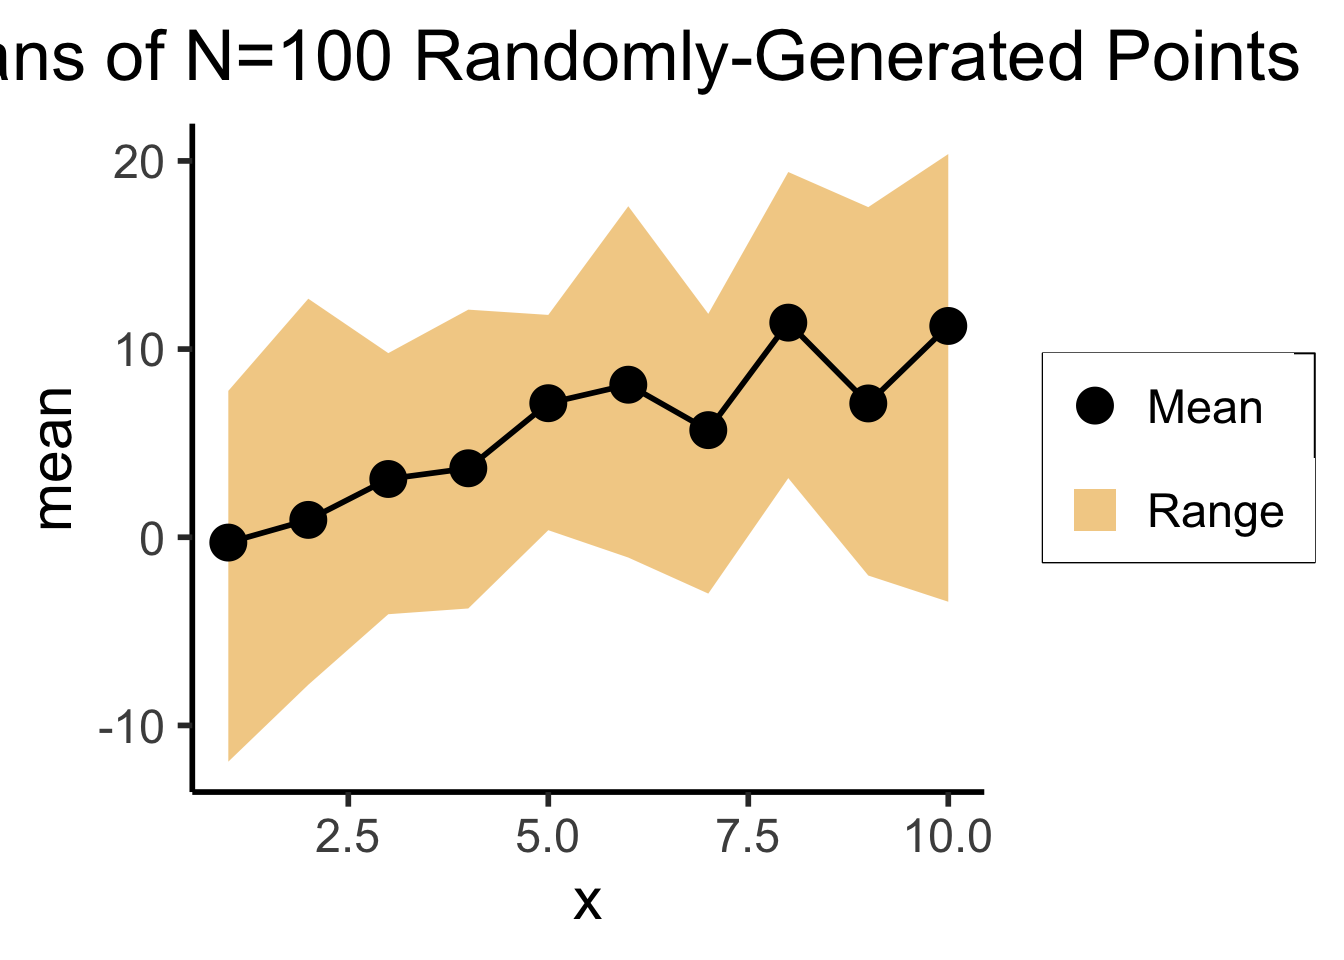 ans of N=100 Randomly-Generated Points
20
10
0
-10
mean
2.5 5.0 7.5 10.0
x
Mean
Range